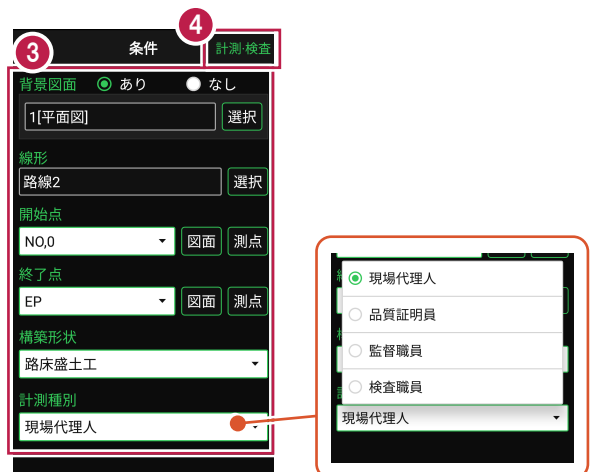 4
3
条件
計測・検査
背景図面 あり なし
1[平面図] 選択
線形
路線2 選択
開始点
NO,0 図面 測点
終了点
EP 図面 測点
構築形状
路床盛土工
計測種別
現場代理人
現場代理人
品質証明員
監督職員
検査職員
現場代理人